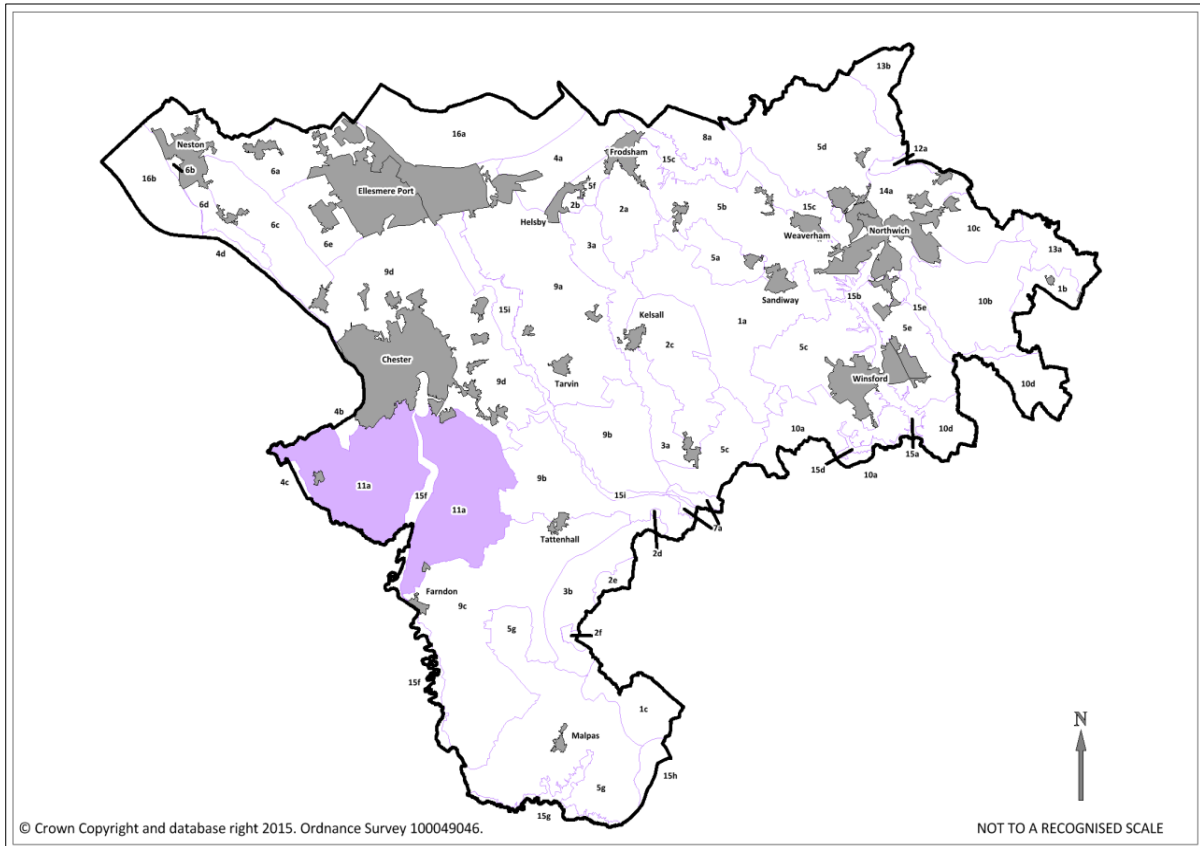 13b
16a
8a
12a
Neston
Frodsham
5d
4a
15c
6b
6a
16b
5f
14a
Ellesmere Port
2b
6d
2a
5b
15c
Helsby
Weaverham
Northwich
10c
6c
4d
6e
3a
13a
5a
9d
9a
Sandiway
15b
1b
15i
15e
10b
Kelsall
1a
5e
2c
5c
Chester
Winsford
9d
Tarvin
10d
4b
9b
3a
5c
10a
10d
15a
15d
10a
9b
4c
11a
15f
15i
11a
7a
Tattenhall
2d
2e
Farndon
3b
9c
5g
2f
15f
1c
N
Malpas
15h
5g
15g
© Crown Copyright and database right 2015. Ordnance Survey 100049046.
NOT TO A RECOGNISED SCALE